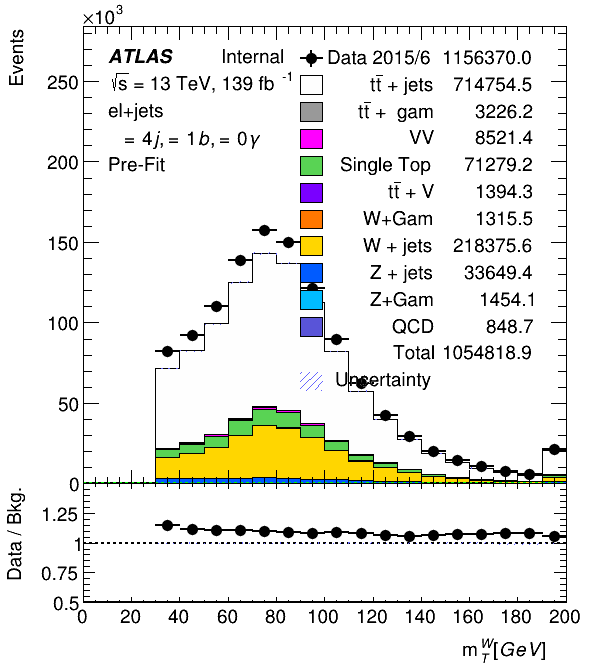 ×10³
Events
250
200
150
100
50
0
ATLAS Internal
√s = 13 TeV, 139 fb⁻¹
el+jets
= 4j, = 1b, = 0γ
Pre-Fit
Data 2015/6 1156370.0
tt̄ + jets 714754.5
tt̄ + gam 3226.2
VV 8521.4
Single Top 71279.2
tt̄ + V 1394.3
W+Gam 1315.5
W + jets 218375.6
Z + jets 33649.4
Z+Gam 1454.1
QCD 848.7
Total 1054818.9
Uncertainty
Data / Bkg.
1.25
1
0.75
0.5
0 20 40 60 80 100 120 140 160 180 200
m_T^W [GeV]